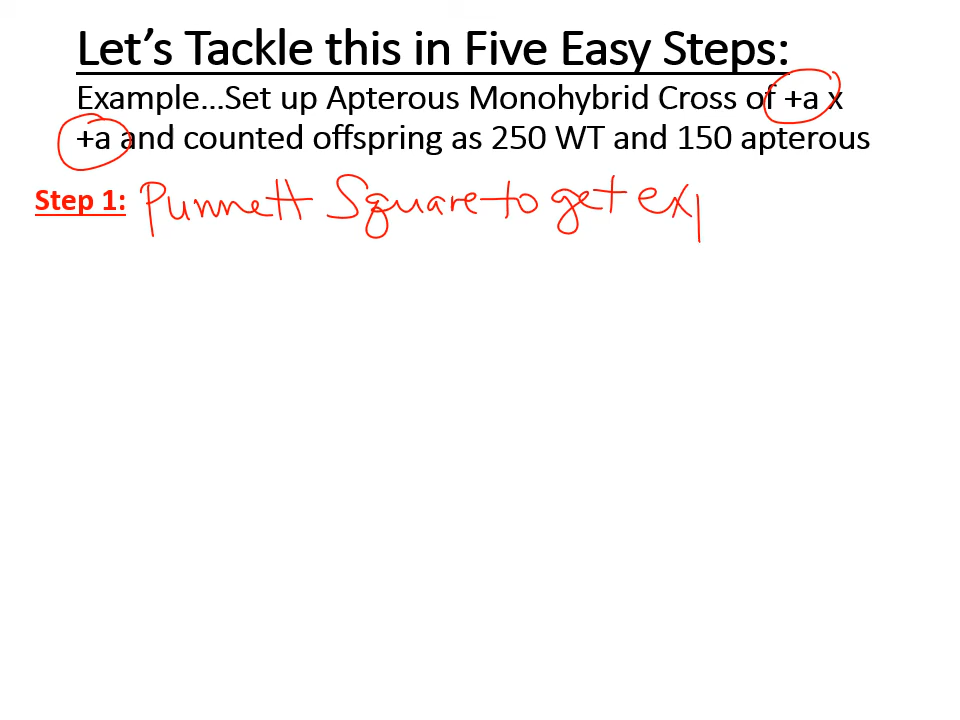 Let's Tackle this in Five Easy Steps:
Example...Set up Apterous Monohybrid Cross of +a x
+a and counted offspring as 250 WT and 150 apterous
Step 1: Punnett Square to get exp